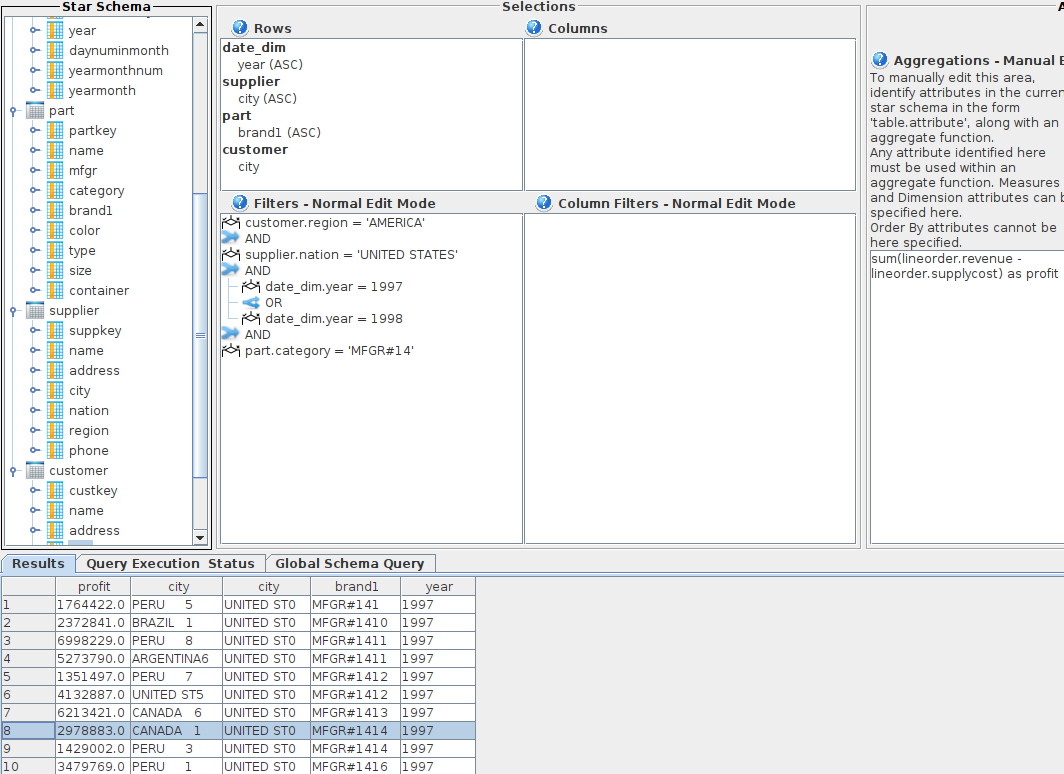 Star Schema
year
daynuminmonth
yearmonthnum
yearmonth
part
partkey
name
mfgr
category
brand1
color
type
size
container
supplier
suppkey
name
address
city
nation
region
phone
customer
custkey
name
address
Selections
Rows
date_dim
year (ASC)
supplier
city (ASC)
part
brand1 (ASC)
customer
city
Columns
Filters - Normal Edit Mode
customer.region = 'AMERICA'
AND
supplier.nation = 'UNITED STATES'
AND
date_dim.year = 1997
OR
date_dim.year = 1998
AND
part.category = 'MFGR#14'
Column Filters - Normal Edit Mode
A
Aggregations - Manual E
To manually edit this area,
identify attributes in the curren
star schema in the form
'table.attribute', along with an
aggregate function.
Any attribute identified here
must be used within an
aggregate function. Measures
and Dimension attributes can b
specified here.
Order By attributes cannot be
here specified.
sum(lineorder.revenue -
lineorder.supplycost) as profit
Results Query Execution Status Global Schema Query
profit city city brand1 year
1 1764422.0 PERU 5 UNITED ST0 MFGR#141 1997
2 2372841.0 BRAZIL 1 UNITED ST0 MFGR#1410 1997
3 6998229.0 PERU 8 UNITED ST0 MFGR#1411 1997
4 5273790.0 ARGENTINA6 UNITED ST0 MFGR#1411 1997
5 1351497.0 PERU 7 UNITED ST0 MFGR#1412 1997
6 4132887.0 UNITED ST5 UNITED ST0 MFGR#1412 1997
7 6213421.0 CANADA 6 UNITED ST0 MFGR#1413 1997
8 2978883.0 CANADA 1 UNITED ST0 MFGR#1414 1997
9 1429002.0 PERU 3 UNITED ST0 MFGR#1414 1997
10 3479769.0 PERU 1 UNITED ST0 MFGR#1416 1997